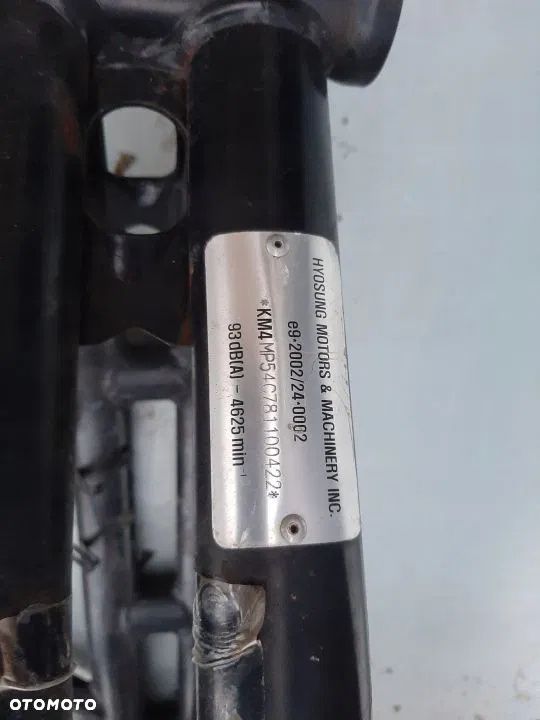 HYOSUNG MOTORS & MACHINERY INC.
e9·2002/24·0002
*KM4MP54C781100422*
93dB(A) - 4625 min⁻¹
OTOMOTO